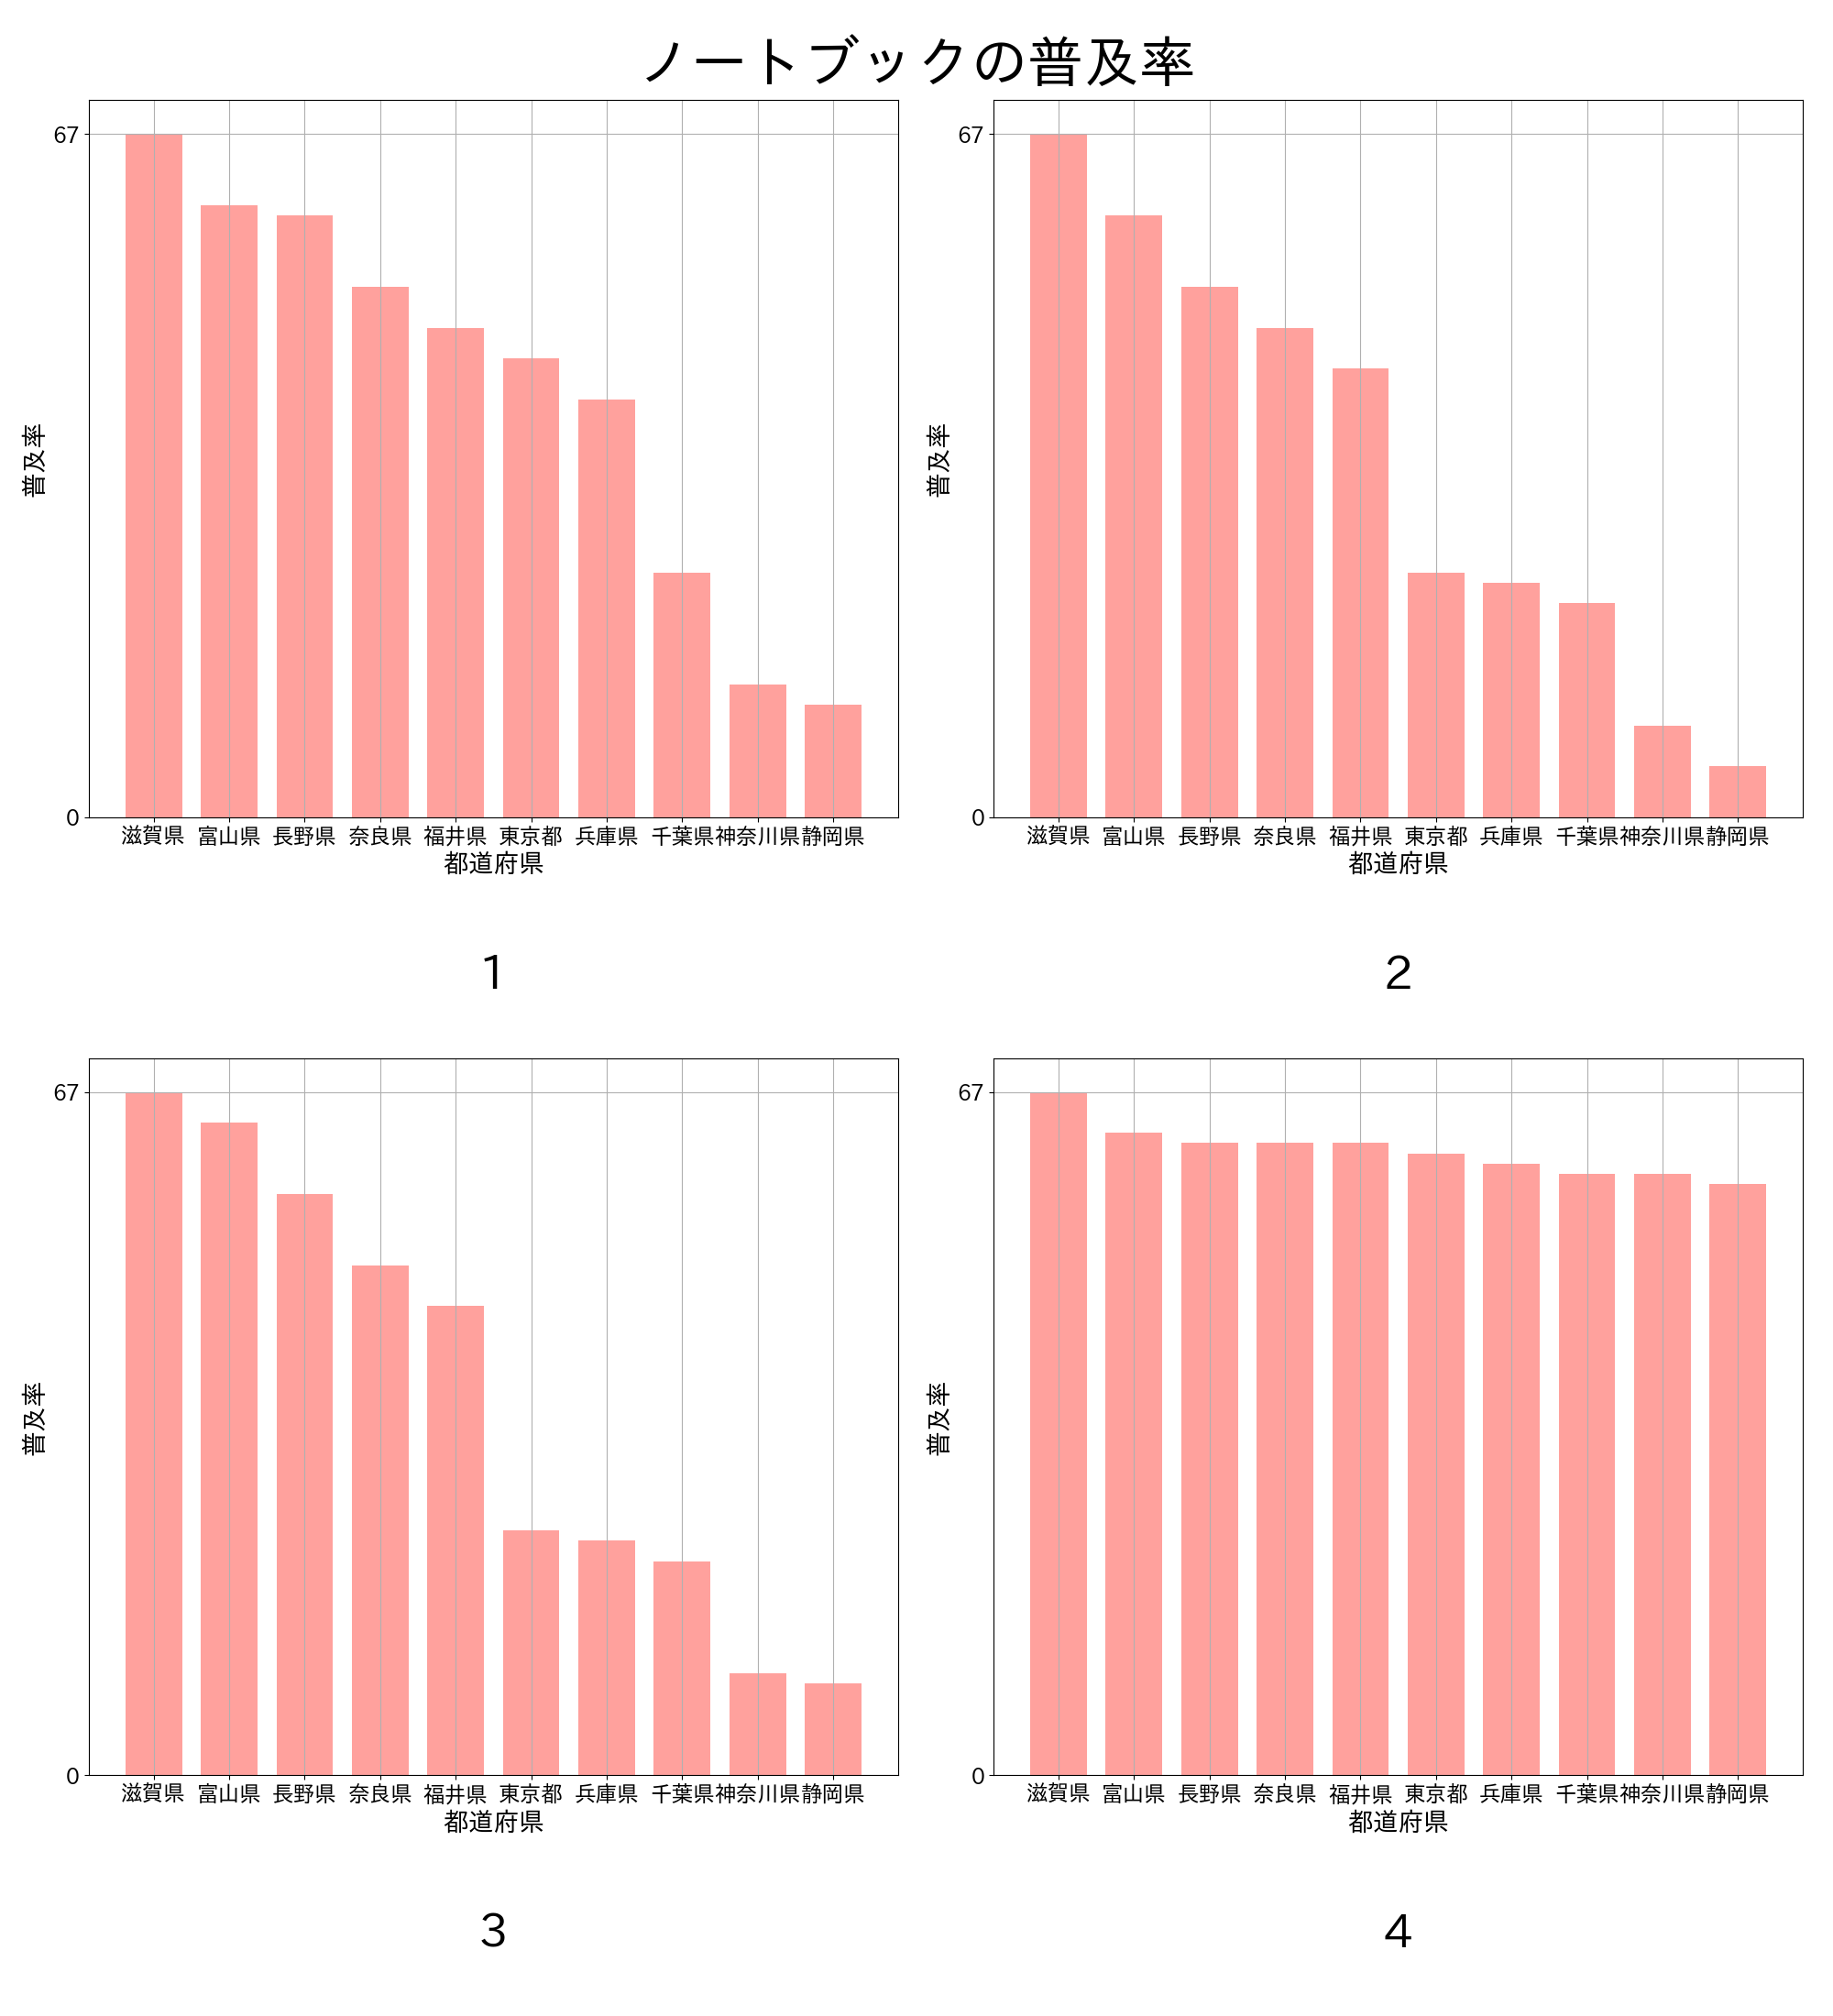 ノートブックの普及率
67
0
普及率
滋賀県 富山県 長野県 奈良県 福井県 東京都 兵庫県 千葉県 神奈川県 静岡県
都道府県
1
67
0
普及率
滋賀県 富山県 長野県 奈良県 福井県 東京都 兵庫県 千葉県 神奈川県 静岡県
都道府県
2
67
0
普及率
滋賀県 富山県 長野県 奈良県 福井県 東京都 兵庫県 千葉県 神奈川県 静岡県
都道府県
3
67
0
普及率
滋賀県 富山県 長野県 奈良県 福井県 東京都 兵庫県 千葉県 神奈川県 静岡県
都道府県
4